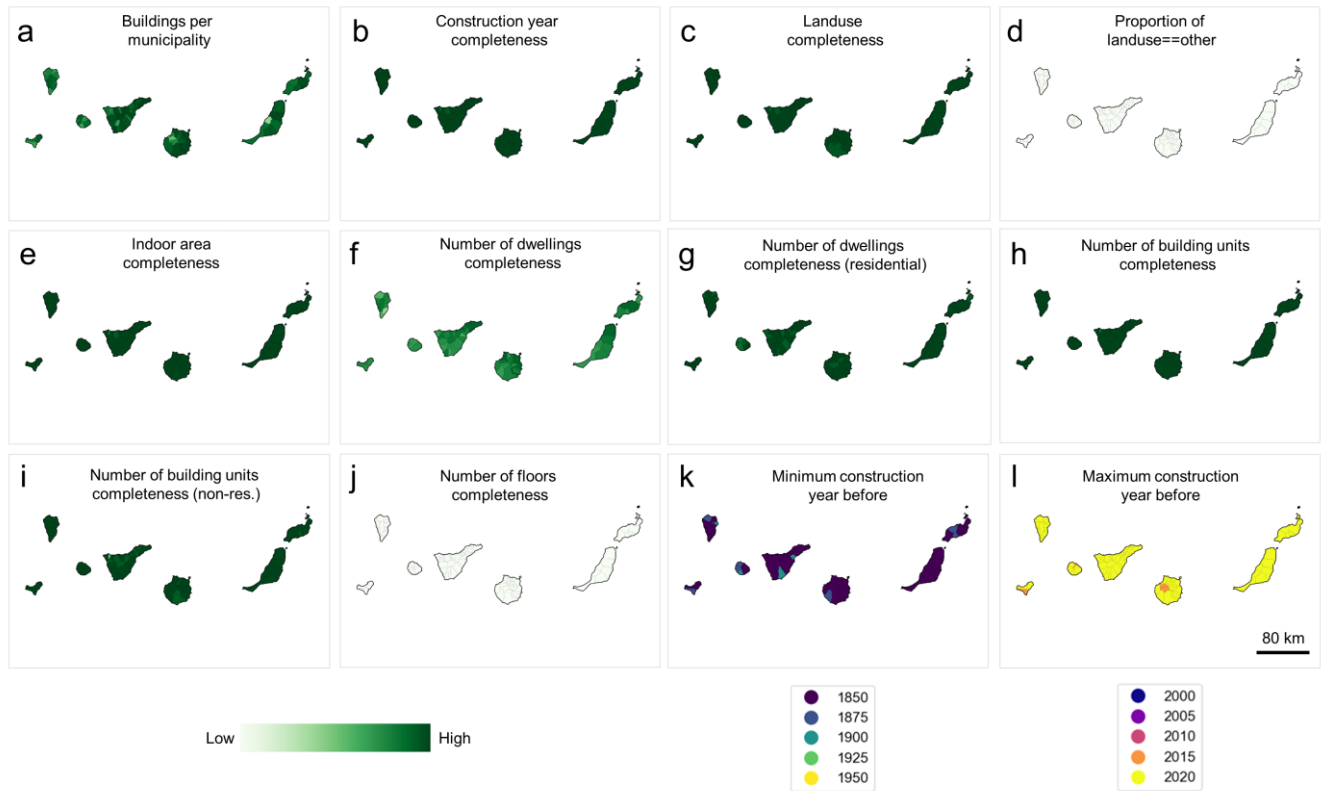 a
Buildings per
municipality
b
Construction year
completeness
c
Landuse
completeness
d
Proportion of
landuse==other
e
Indoor area
completeness
f
Number of dwellings
completeness
g
Number of dwellings
completeness (residential)
h
Number of building units
completeness
i
Number of building units
completeness (non-res.)
j
Number of floors
completeness
k
Minimum construction
year before
l
Maximum construction
year before
80 km
Low
High
1850
1875
1900
1925
1950
2000
2005
2010
2015
2020